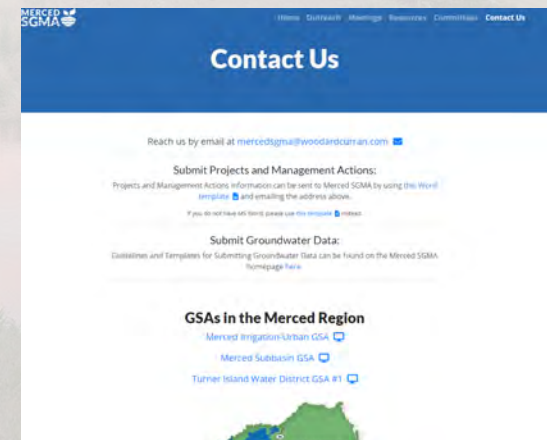 MERCED
SGMA
Home Outreach Meetings Resources Committees Contact Us
Contact Us
Reach us by email at mercedsgma@woodardcurran.com
Submit Projects and Management Actions:
Projects and Management Actions information can be sent to Merced SGMA by using this Word
template and emailing the address above.
If you do not have MS Word, please use this template instead.
Submit Groundwater Data:
Guidelines and Templates for Submitting Groundwater Data can be found on the Merced SGMA
homepage here.
GSAs in the Merced Region
Merced Irrigation-Urban GSA
Merced Subbasin GSA
Turner Island Water District GSA #1